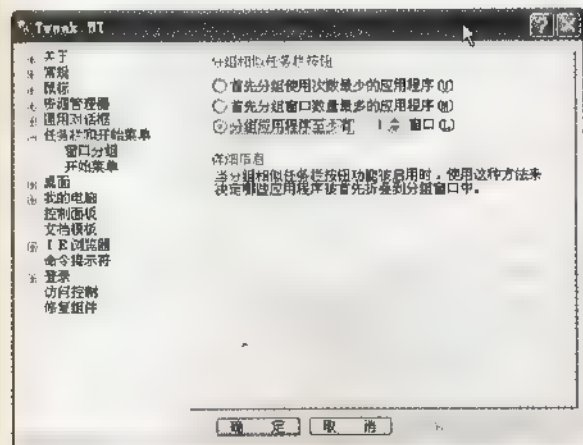 Tweak UI
关于
常规
鼠标
资源管理器
通用对话框
任务栏和开始菜单
窗口分组
开始菜单
桌面
我的电脑
控制面板
文档模板
IE浏览器
命令提示符
登录
访问控制
修复组件
分组相似任务栏按钮
首先分组使用次数最少的应用程序(U)
首先分组窗口数量最多的应用程序(M)
分组应用程序至少有 1 窗口(L)
详细信息
当分组相似任务栏按钮功能被启用时，使用这种方法来
决定哪些应用程序被首先折叠到分组窗口中。
确 定
取 消